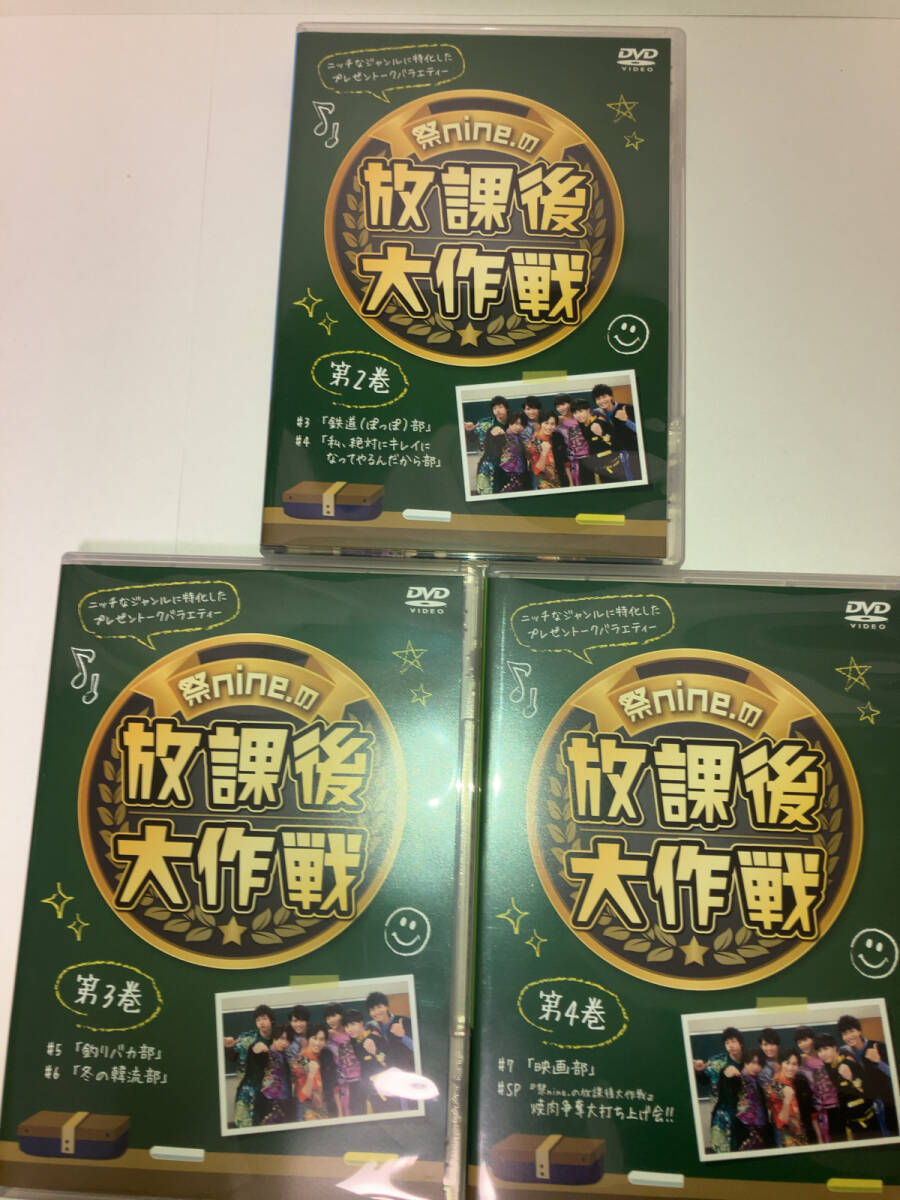 ニッチなジャンルに特化した
プレゼントークバラエティー
DVD
VIDEO
祭nine.の
放課後
大作戦
第2巻
#3 「鉄道(ぽっぽ)部」
#4 「私、絶対にキレイに
なってやるんだから部」
ニッチなジャンルに特化した
プレゼントークバラエティー
DVD
VIDEO
祭nine.の
放課後
大作戦
第3巻
#5 「釣りバカ部」
#6 「冬の韓流部」
ニッチなジャンルに特化した
プレゼントークバラエティー
DVD
VIDEO
祭nine.の
放課後
大作戦
第4巻
#7 「映画部」
#SP 『祭nine.の放課後大作戦』
焼肉争奪大打ち上げ会!!